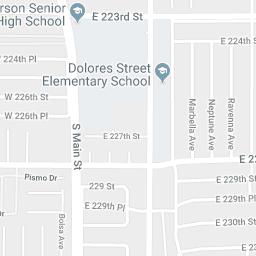 rson Senior
High School
E 223rd St
E 224th St
W 224th Pl
Dolores Street
Elementary School
W 226th St
W 226th Pl
Marbella Ave
Neptune Ave
Ravenna Ave
S Main St
E 227th St
E 22
Pismo Dr
229 St
E 229th St
E 229th Pl
E 229th Pl
Bolsa Ave
E 230th St